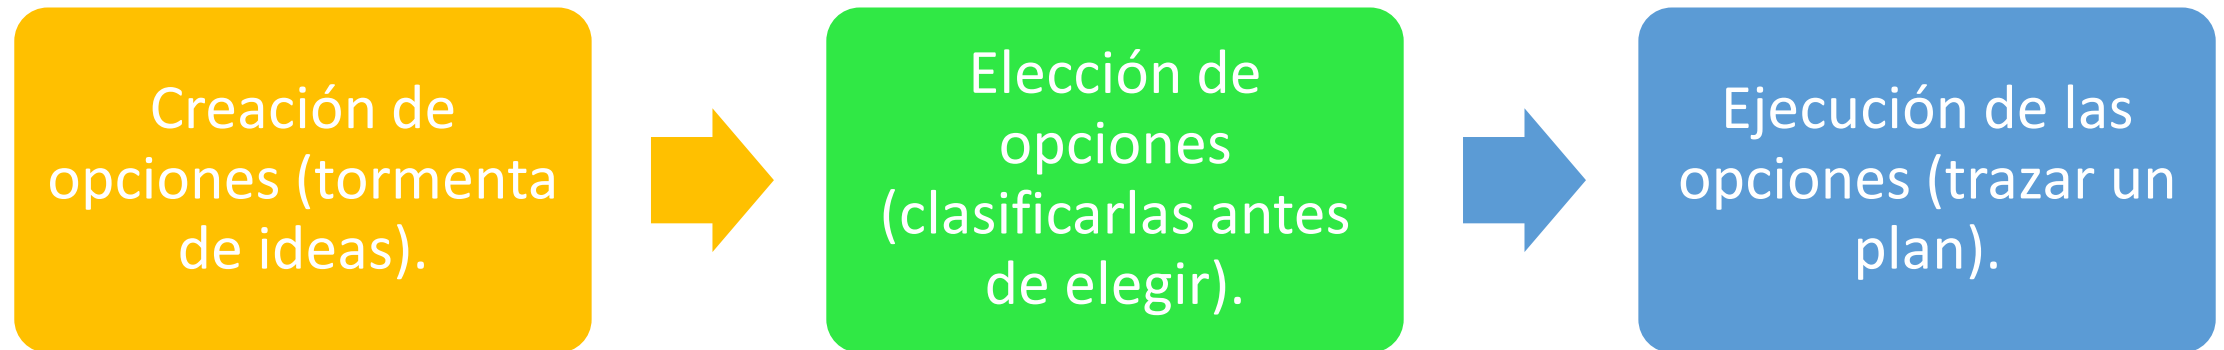 Creación de
opciones (tormenta
de ideas).
Elección de
opciones
(clasificarlas antes
de elegir).
Ejecución de las
opciones (trazar un
plan).